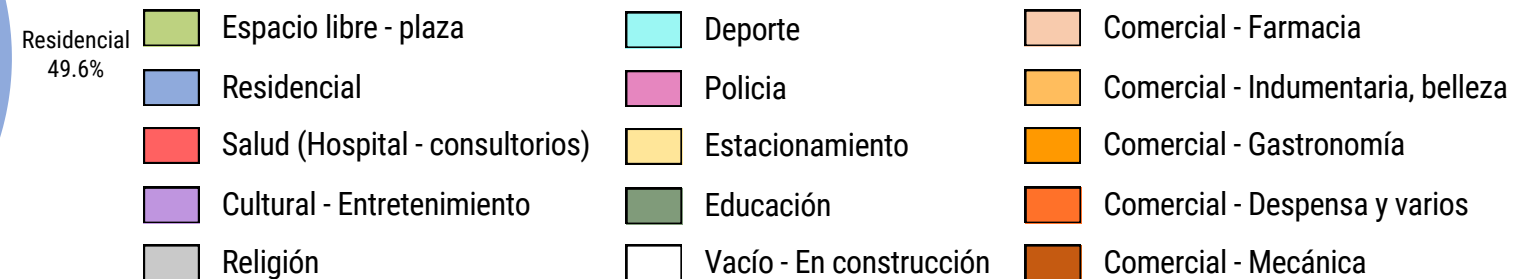 Residencial
49.6%
Espacio libre - plaza
Residencial
Salud (Hospital - consultorios)
Cultural - Entretenimiento
Religión
Deporte
Policia
Estacionamiento
Educación
Vacío - En construcción
Comercial - Farmacia
Comercial - Indumentaria, belleza
Comercial - Gastronomía
Comercial - Despensa y varios
Comercial - Mecánica